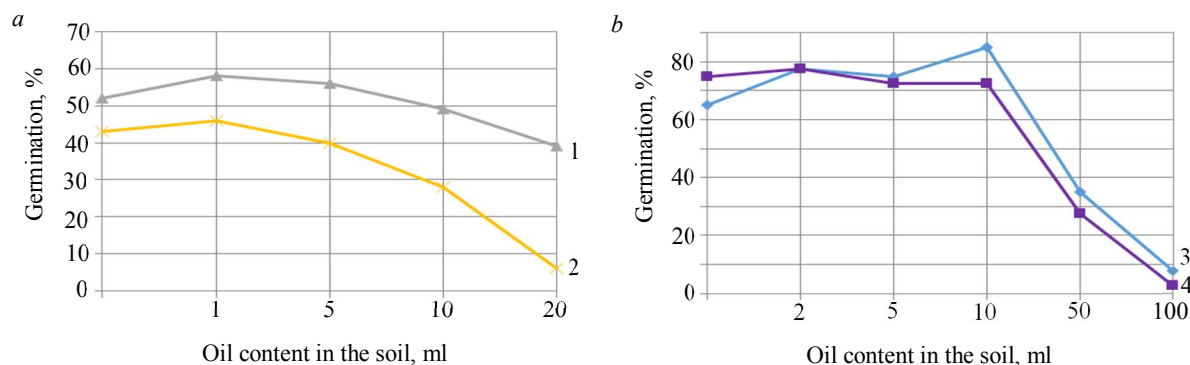 a
70
60
50
40
30
20
10
0
Germination, %
1
2
1 5 10 20
Oil content in the soil, ml
b
80
60
40
20
0
Germination, %
3
4
2 5 10 50 100
Oil content in the soil, ml